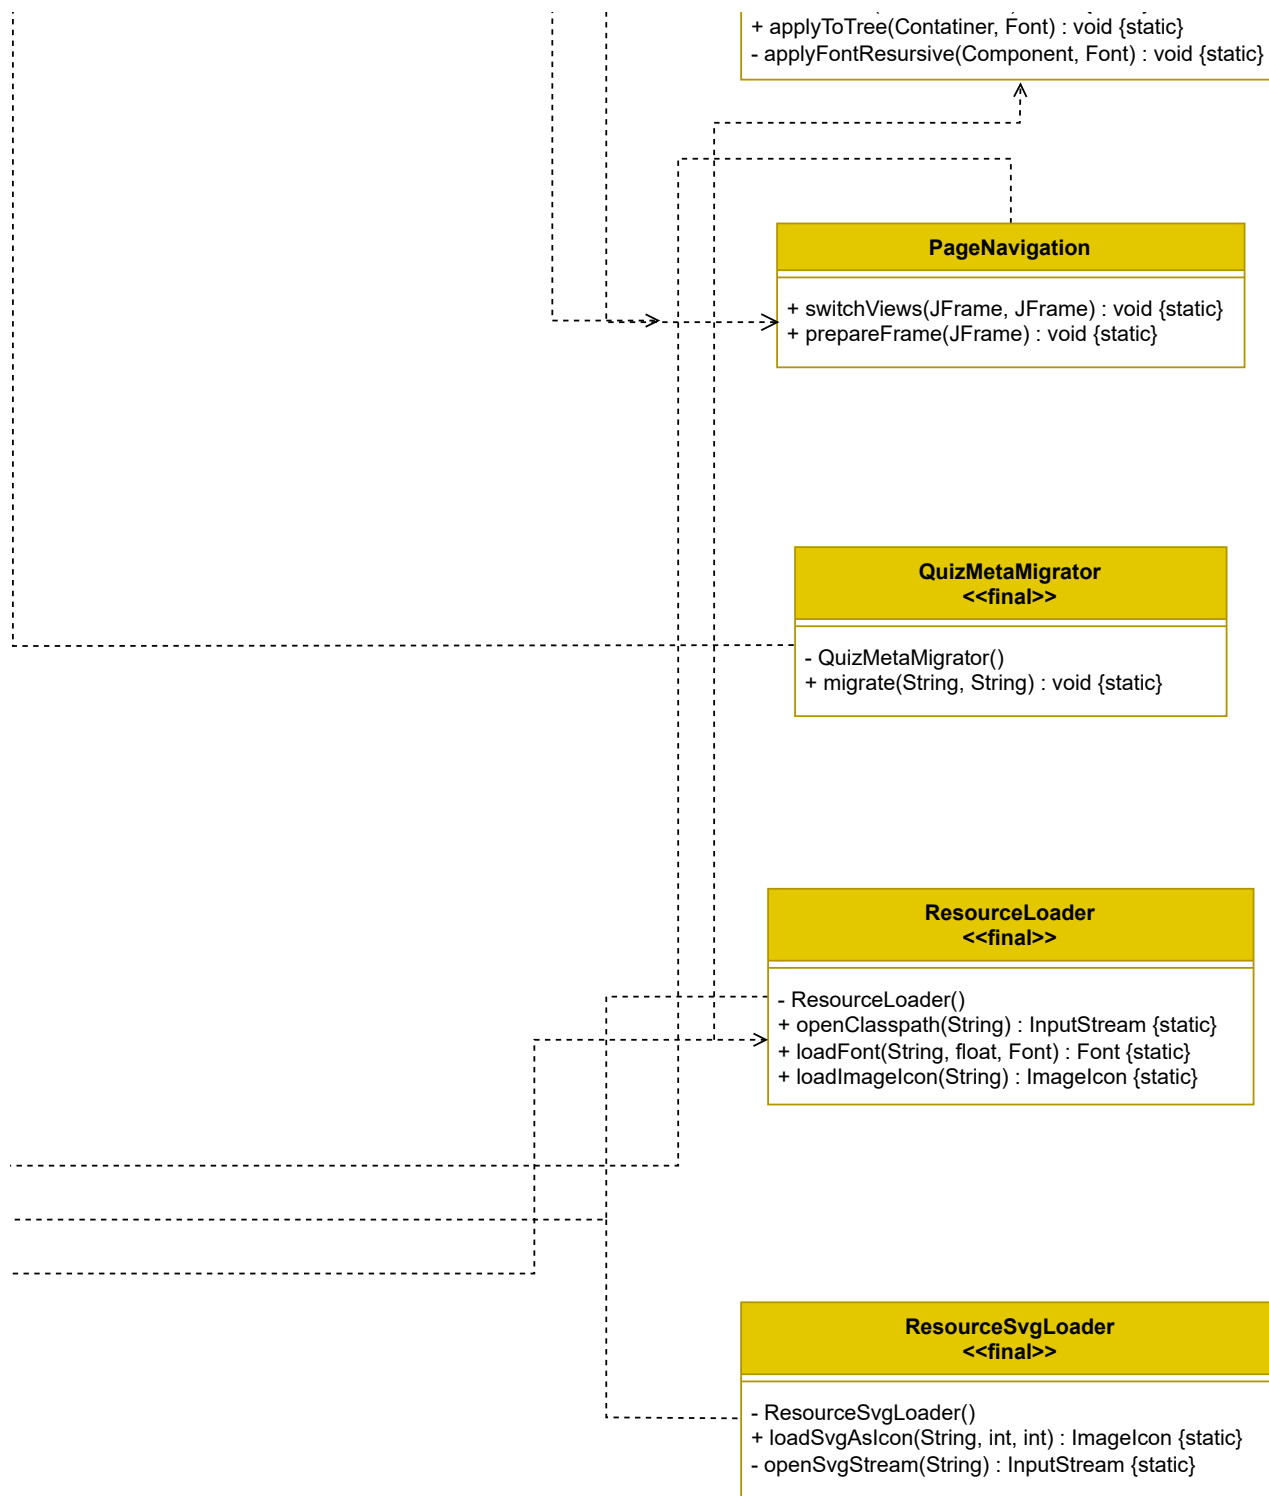 + applyToTree(Contatiner, Font) : void {static}
- applyFontResursive(Component, Font) : void {static}
PageNavigation
+ switchViews(JFrame, JFrame) : void {static}
+ prepareFrame(JFrame) : void {static}
QuizMetaMigrator
<<final>>
- QuizMetaMigrator()
+ migrate(String, String) : void {static}
ResourceLoader
<<final>>
- ResourceLoader()
+ openClasspath(String) : InputStream {static}
+ loadFont(String, float, Font) : Font {static}
+ loadImageIcon(String) : ImageIcon {static}
ResourceSvgLoader
<<final>>
- ResourceSvgLoader()
+ loadSvgAsIcon(String, int, int) : ImageIcon {static}
- openSvgStream(String) : InputStream {static}